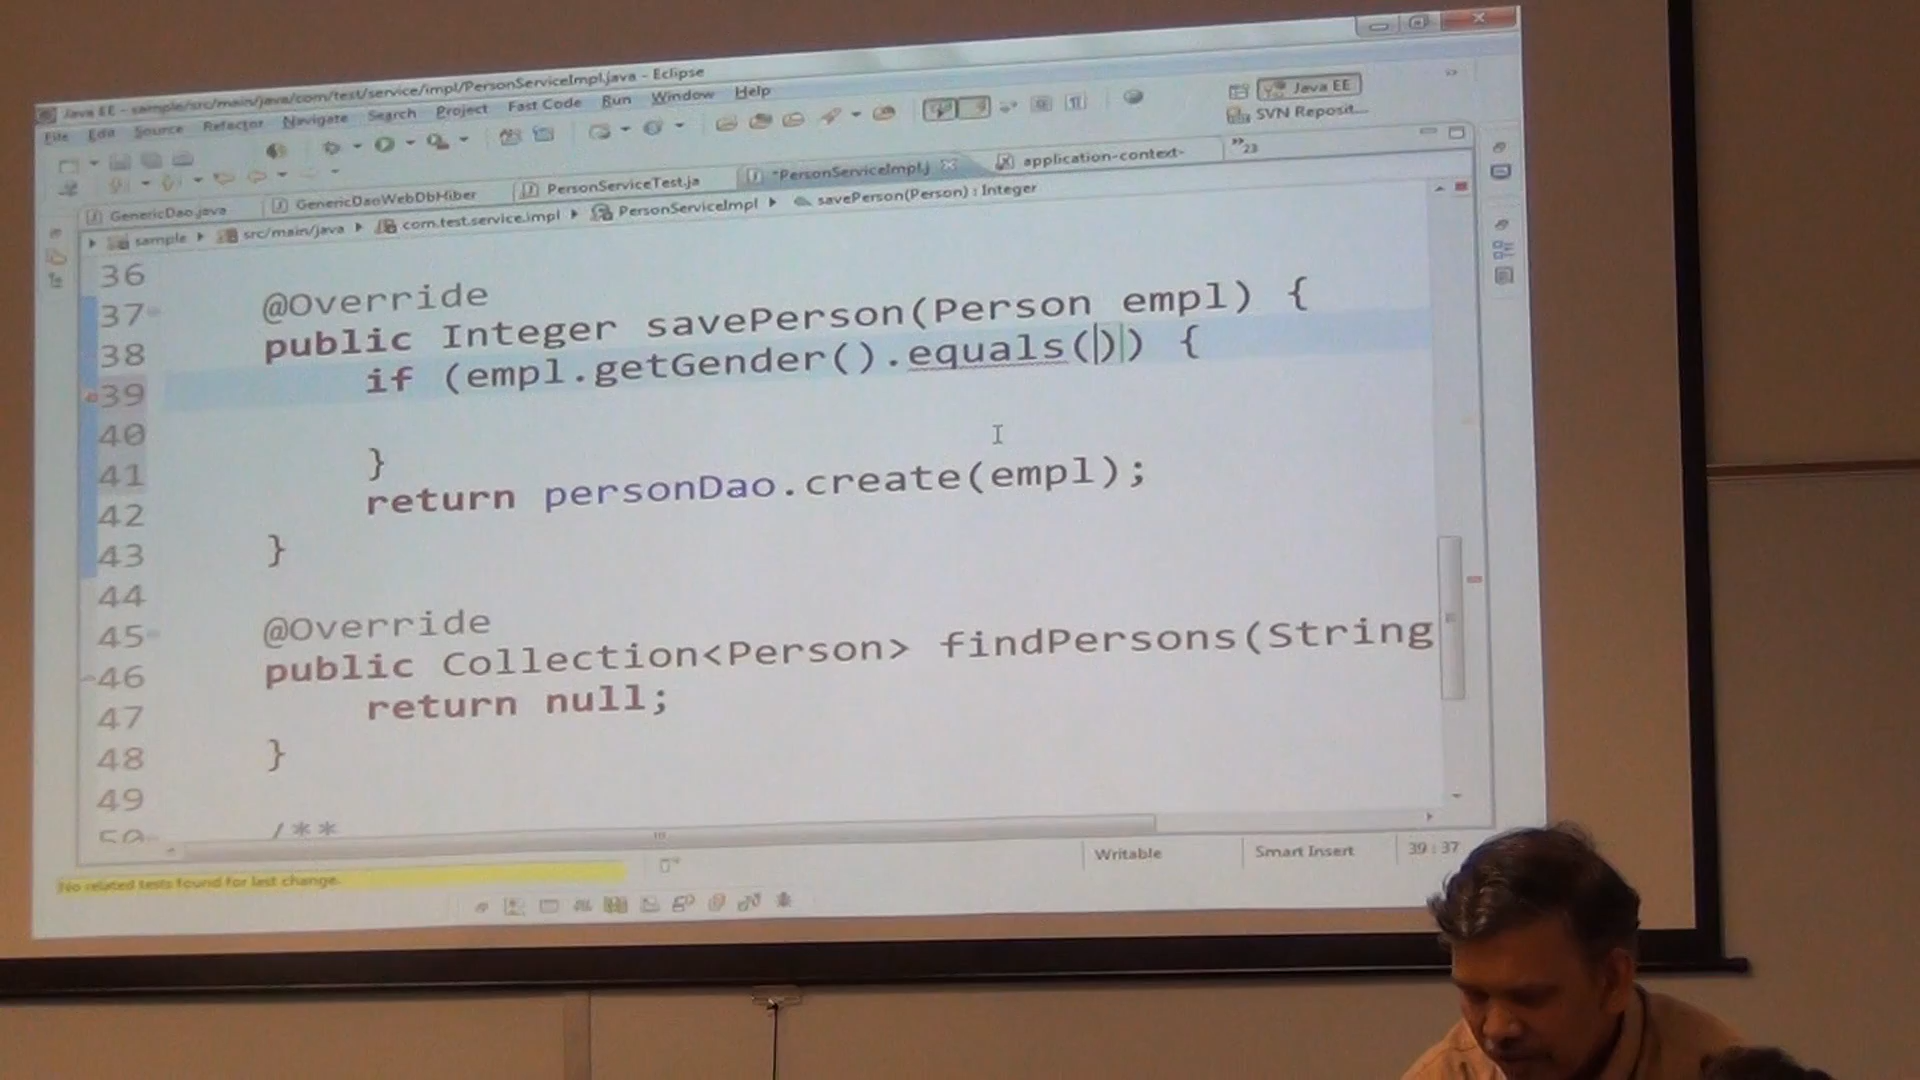 Java EE - sample/src/main/java/com/test/service/impl/PersonServiceImpl.java - Eclipse
File Edit Source Refactor Navigate Search Project Fast Code Run Window Help
Java EE
SVN Reposit...
GenericDao.java GenericDaoWebDbHiber PersonServiceTest.ja *PersonServiceImpl.j application-context- »23
sample src/main/java com.test.service.impl PersonServiceImpl savePerson(Person) : Integer
36
37 @Override
38 public Integer savePerson(Person empl) {
39 if (empl.getGender().equals()) {
40
41 }
42 return personDao.create(empl);
43 }
44
45 @Override
46 public Collection<Person> findPersons(String
47 return null;
48 }
49
50 /**
Writable Smart Insert 39 : 37
No related tests found for last change.